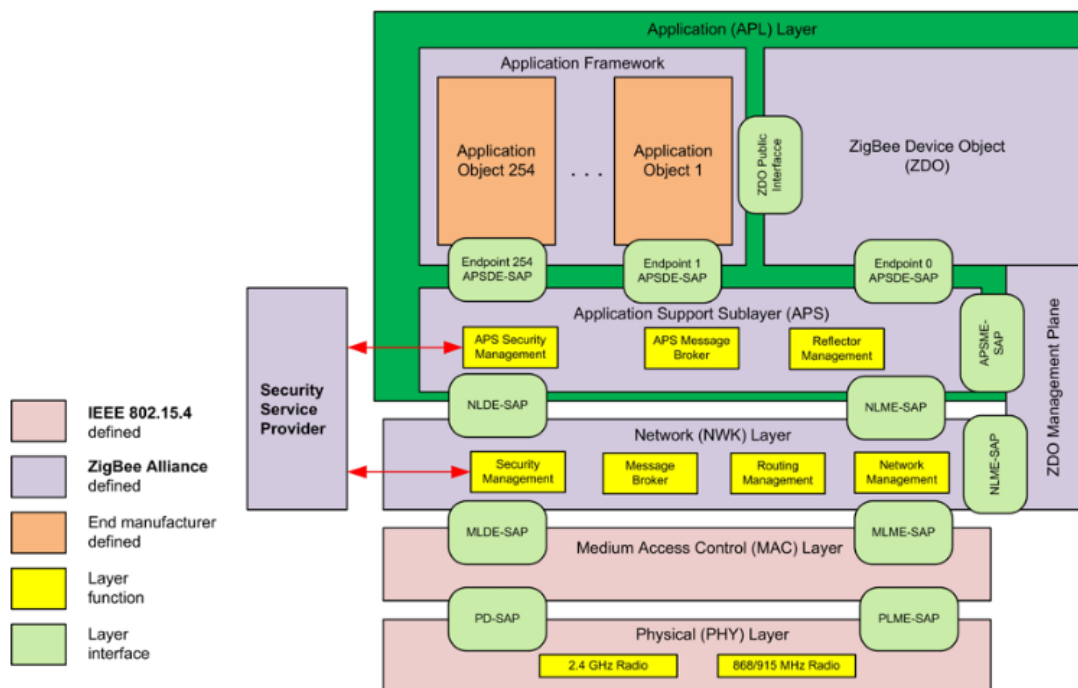 Application (APL) Layer
Application Framework
Application
Object 254
. . .
Application
Object 1
ZDO Public
Interfacce
ZigBee Device Object
(ZDO)
Endpoint 254
APSDE-SAP
Endpoint 1
APSDE-SAP
Endpoint 0
APSDE-SAP
Application Support Sublayer (APS)
APS Security
Management
APS Message
Broker
Reflector
Management
APSME-
SAP
ZDO Management Plane
Security
Service
Provider
NLDE-SAP
NLME-SAP
Network (NWK) Layer
Security
Management
Message
Broker
Routing
Management
Network
Management
NLME-SAP
MLDE-SAP
MLME-SAP
Medium Access Control (MAC) Layer
PD-SAP
PLME-SAP
Physical (PHY) Layer
2.4 GHz Radio
868/915 MHz Radio
IEEE 802.15.4
defined
ZigBee Alliance
defined
End manufacturer
defined
Layer
function
Layer
interface